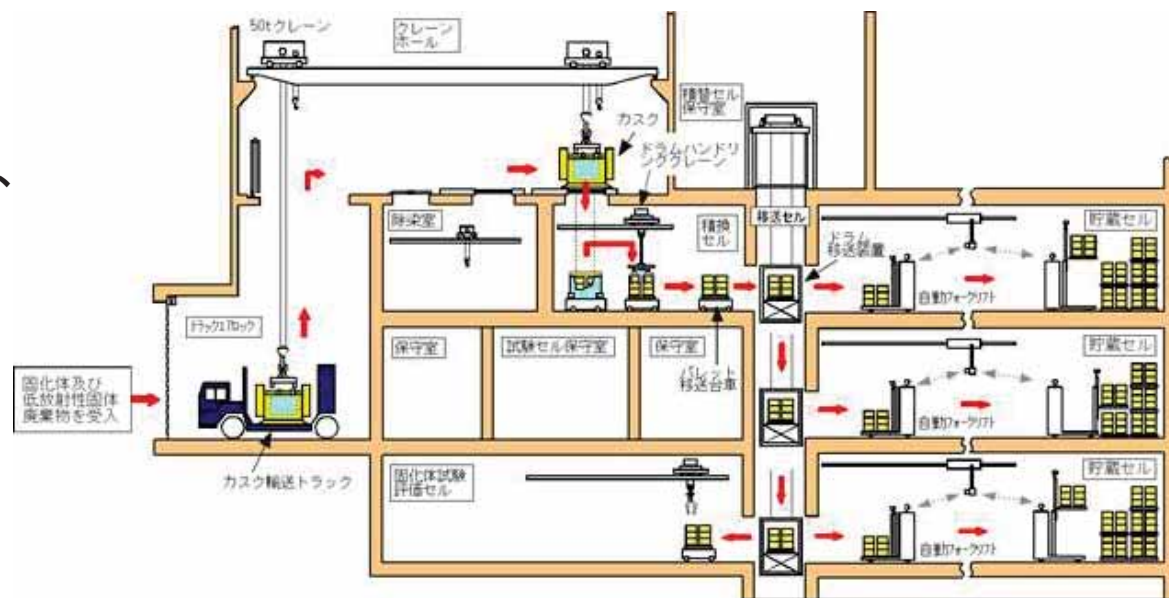 50tクレーン
クレーン
ホール
積替セル
保守室
カスク
ドラムハンドリ
ングクレーン
除染室
積換
セル
移送セル
ドラム
移送装置
貯蔵セル
自動フォークリフト
トラックエアロック
保守室
試験セル保守室
保守室
パレット
移送台車
貯蔵セル
自動フォークリフト
固化体及び
低放射性固体
廃棄物を受入
カスク輸送トラック
固化体試験
評価セル
貯蔵セル
自動フォークリフト